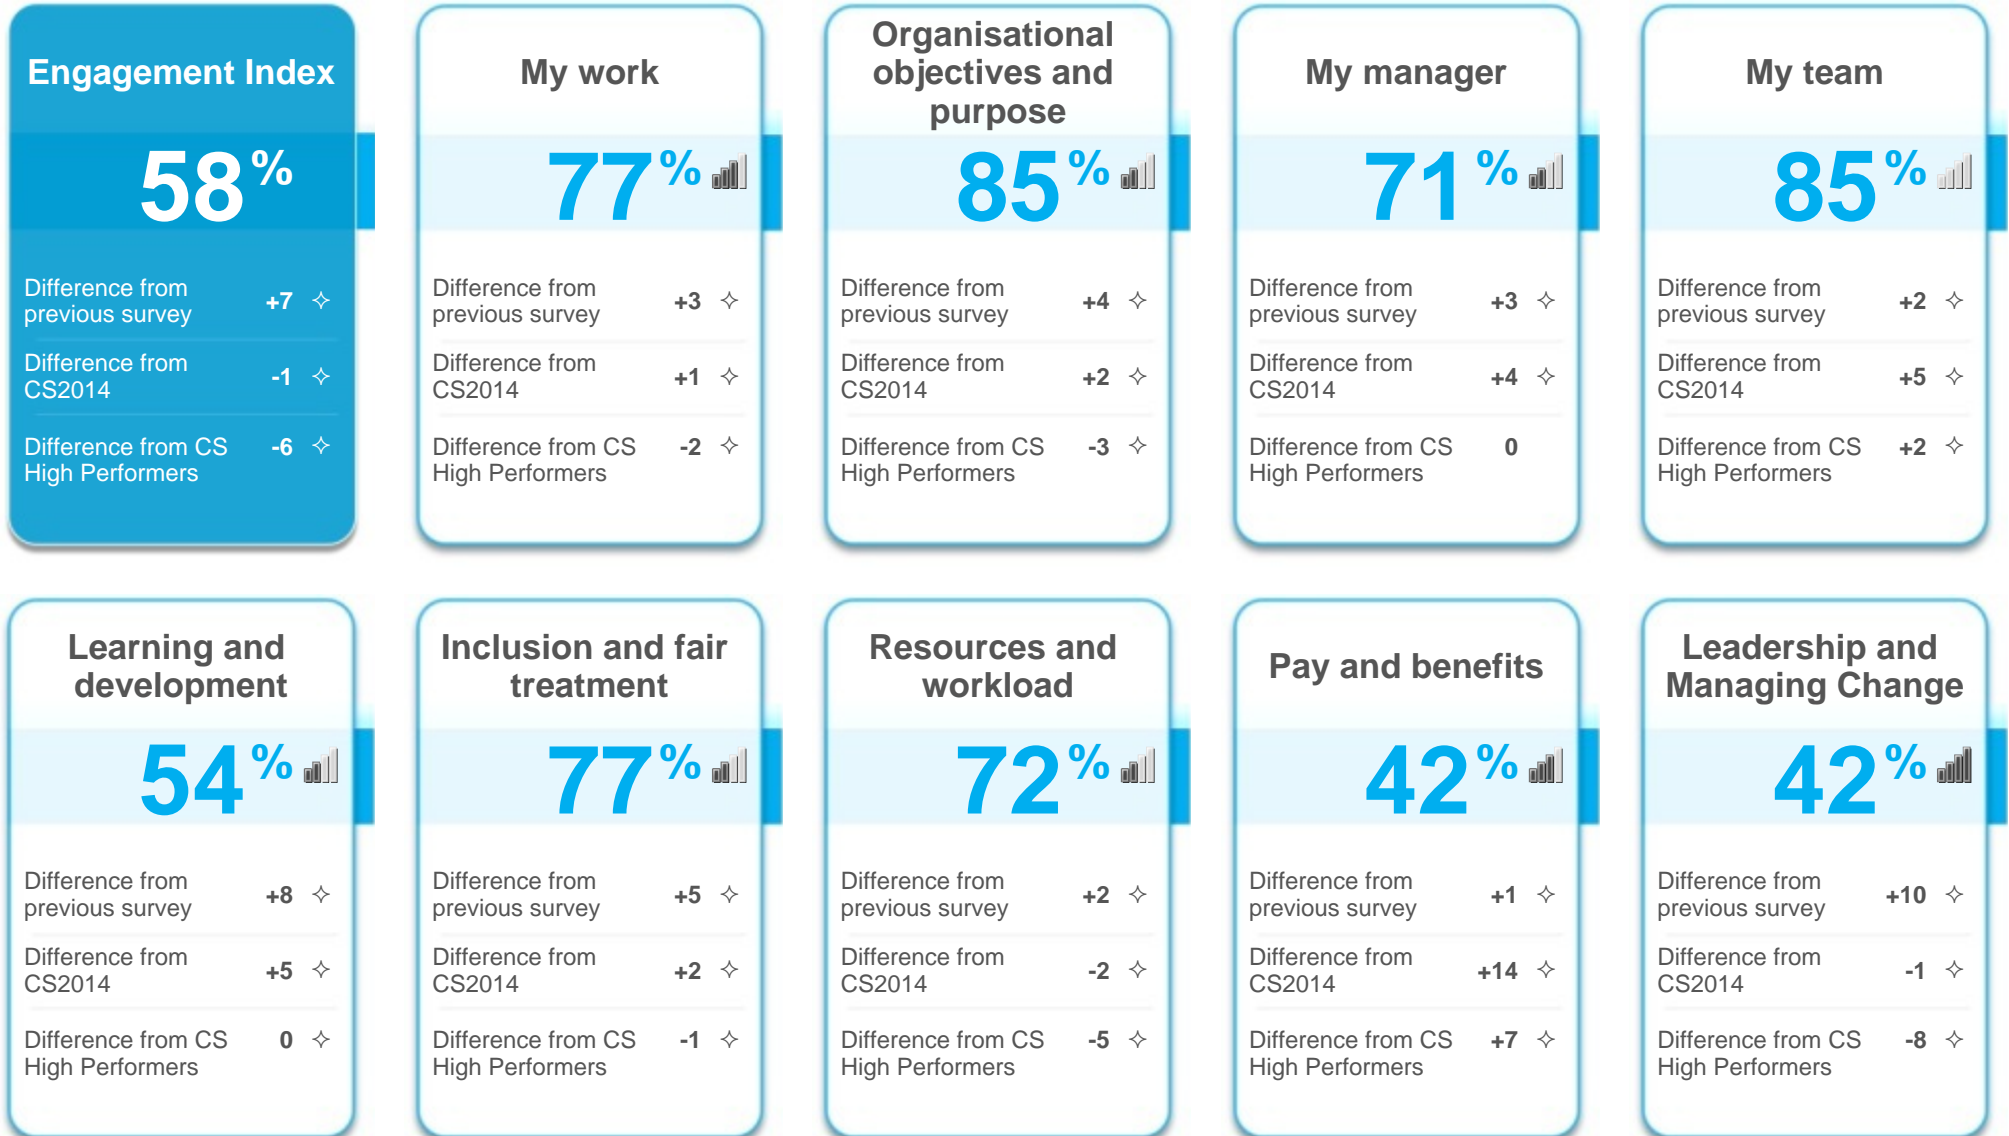 Engagement Index
58%
Difference from
previous survey +7 ✧
Difference from
CS2014 -1 ✧
Difference from CS
High Performers -6 ✧
My work
77%
Difference from
previous survey +3 ✧
Difference from
CS2014 +1 ✧
Difference from CS
High Performers -2 ✧
Organisational
objectives and
purpose
85%
Difference from
previous survey +4 ✧
Difference from
CS2014 +2 ✧
Difference from CS
High Performers -3 ✧
My manager
71%
Difference from
previous survey +3 ✧
Difference from
CS2014 +4 ✧
Difference from CS
High Performers 0
My team
85%
Difference from
previous survey +2 ✧
Difference from
CS2014 +5 ✧
Difference from CS
High Performers +2 ✧
Learning and
development
54%
Difference from
previous survey +8 ✧
Difference from
CS2014 +5 ✧
Difference from CS
High Performers 0 ✧
Inclusion and fair
treatment
77%
Difference from
previous survey +5 ✧
Difference from
CS2014 +2 ✧
Difference from CS
High Performers -1 ✧
Resources and
workload
72%
Difference from
previous survey +2 ✧
Difference from
CS2014 -2 ✧
Difference from CS
High Performers -5 ✧
Pay and benefits
42%
Difference from
previous survey +1 ✧
Difference from
CS2014 +14 ✧
Difference from CS
High Performers +7 ✧
Leadership and
Managing Change
42%
Difference from
previous survey +10 ✧
Difference from
CS2014 -1 ✧
Difference from CS
High Performers -8 ✧